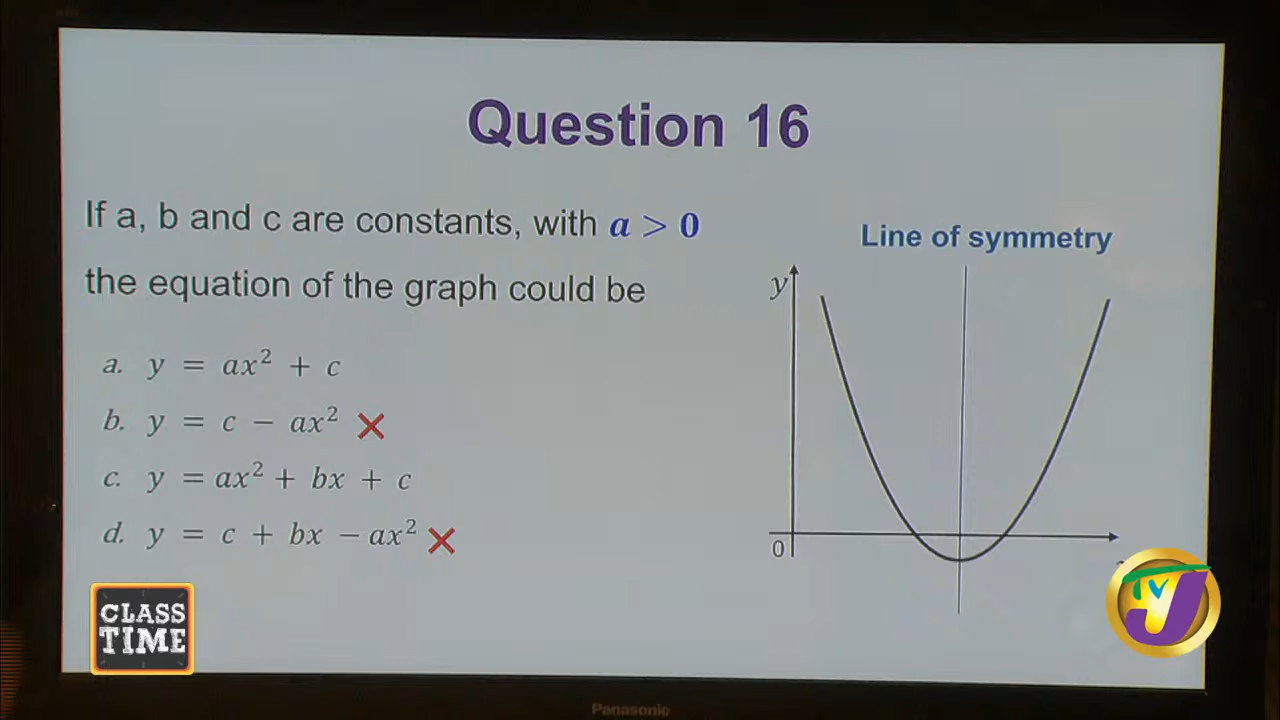 Question 16
If a, b and c are constants, with a > 0
the equation of the graph could be
a. y = ax² + c
b. y = c − ax²
c. y = ax² + bx + c
d. y = c + bx − ax²
Line of symmetry
y
0
CLASS
TIME
TVJ
Panasonic